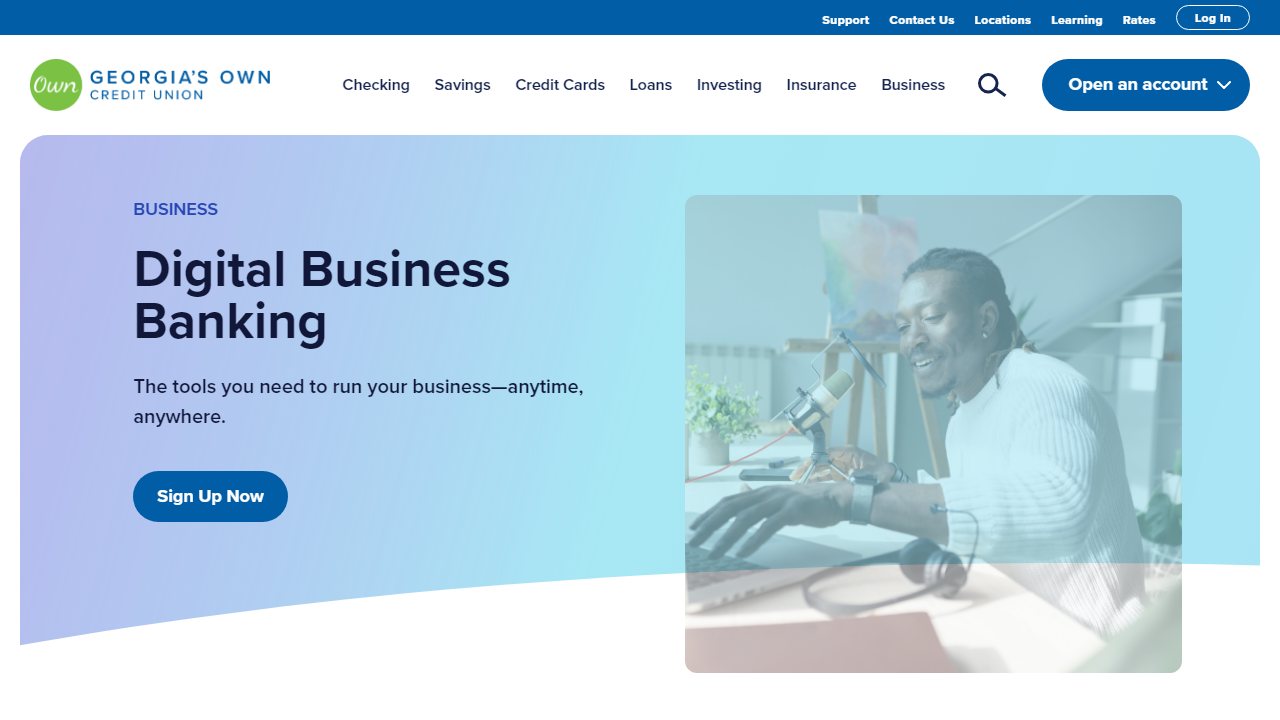 Support Contact Us Locations Learning Rates Log In
Own GEORGIA'S OWN
CREDIT UNION
Checking Savings Credit Cards Loans Investing Insurance Business Open an account
BUSINESS
Digital Business
Banking
The tools you need to run your business—anytime,
anywhere.
Sign Up Now